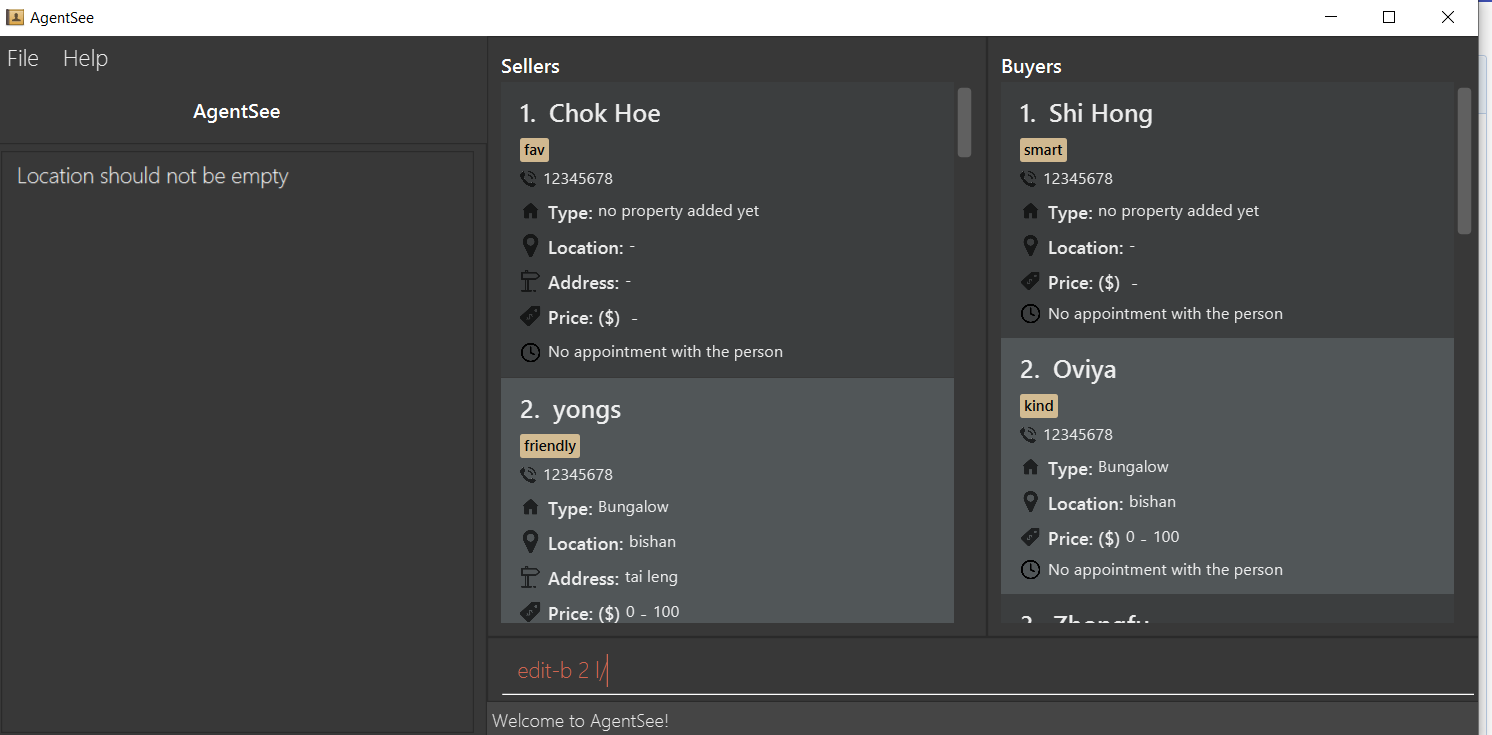 AgentSee
File Help
AgentSee
Location should not be empty
Sellers
1. Chok Hoe
fav
12345678
Type: no property added yet
Location: -
Address: -
Price: ($) -
No appointment with the person
2. yongs
friendly
12345678
Type: Bungalow
Location: bishan
Address: tai leng
Price: ($) 0 - 100
Buyers
1. Shi Hong
smart
12345678
Type: no property added yet
Location: -
Price: ($) -
No appointment with the person
2. Oviya
kind
12345678
Type: Bungalow
Location: bishan
Price: ($) 0 - 100
No appointment with the person
edit-b 2 l/
Welcome to AgentSee!